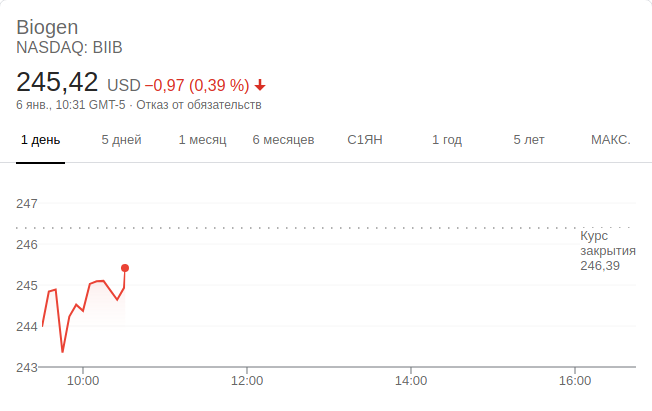 Biogen
NASDAQ: BIIB
245,42 USD −0,97 (0,39 %)
6 янв., 10:31 GMT-5 · Отказ от обязательств
1 день 5 дней 1 месяц 6 месяцев С1ЯН 1 год 5 лет МАКС.
247
246
245
244
243
Курс
закрытия
246,39
10:00 12:00 14:00 16:00